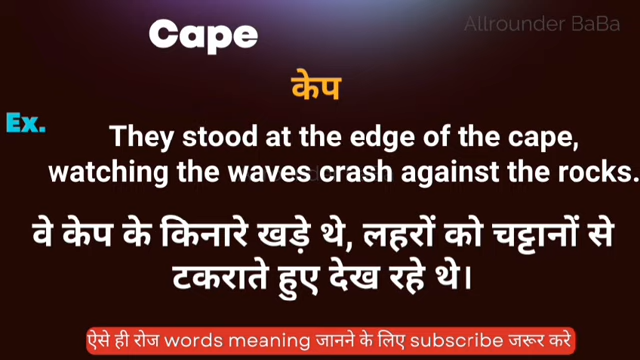 Allrounder BaBa
Cape
केप
Ex.
They stood at the edge of the cape,
watching the waves crash against the rocks.
वे केप के किनारे खड़े थे, लहरों को चट्टानों से
टकराते हुए देख रहे थे।
ऐसे ही रोज words meaning जानने के लिए subscribe जरूर करे